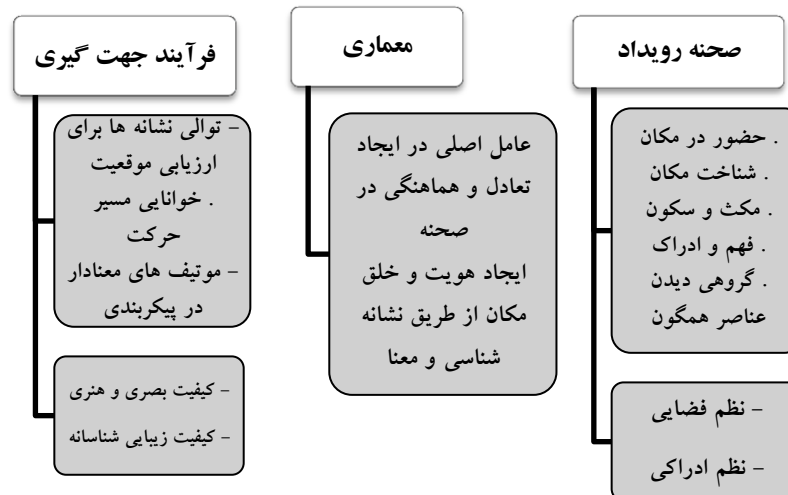 صحنه رویداد
. حضور در مکان
. شناخت مکان
. مکث و سکون
. فهم و ادراک
. گروهی دیدن
عناصر همگون
- نظم فضایی
- نظم ادراکی
معماری
عامل اصلی در ایجاد
تعادل و هماهنگی در
صحنه
ایجاد هویت و خلق
مکان از طریق نشانه
شناسی و معنا
فرآیند جهت گیری
- توالی نشانه ها برای
ارزیابی موقعیت
. خوانایی مسیر
حرکت
- موتیف های معنادار
در پیکربندی
- کیفیت بصری و هنری
- کیفیت زیبایی شناسانه